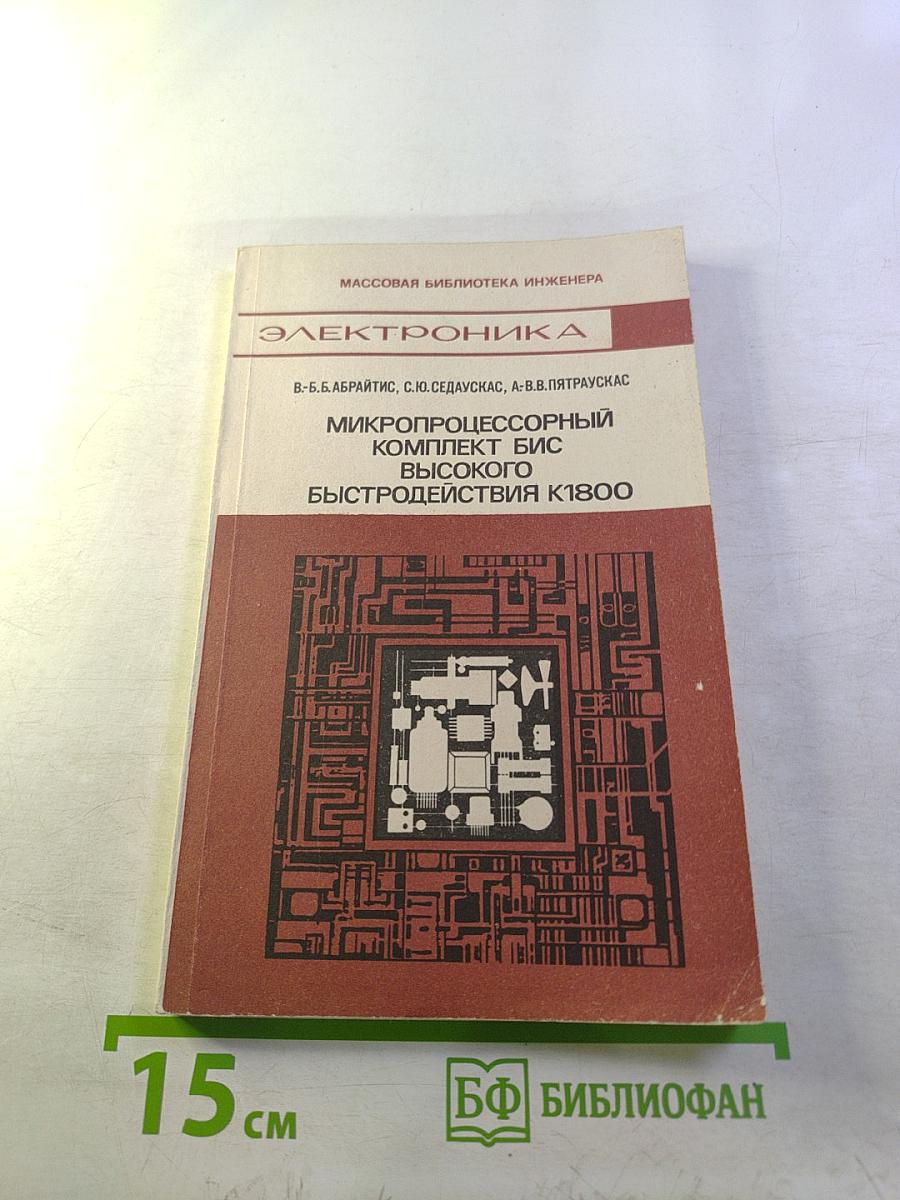 МАССОВАЯ БИБЛИОТЕКА ИНЖЕНЕРА
ЭЛЕКТРОНИКА
В.-Б.Б.АБРАЙТИС, С.Ю.СЕДАУСКАС, А.-В.В.ПЯТРАУСКАС
МИКРОПРОЦЕССОРНЫЙ
КОМПЛЕКТ БИС
ВЫСОКОГО
БЫСТРОДЕЙСТВИЯ К1800
15 см
БФ БИБЛИОФАН